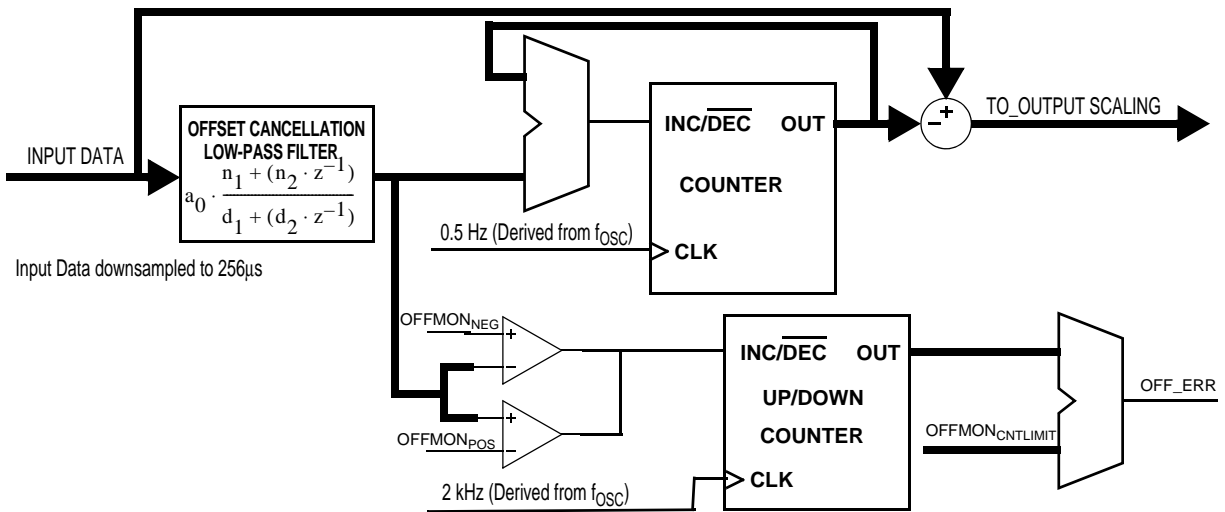 INPUT DATA
OFFSET CANCELLATION
LOW-PASS FILTER
a0 · n1 + (n2 · z−1)
d1 + (d2 · z−1)
Input Data downsampled to 256μs
INC/DEC OUT
COUNTER
0.5 Hz (Derived from fOSC)
CLK
− +
TO_OUTPUT SCALING
OFFMONNEG
+
−
+
−
OFFMONPOS
INC/DEC OUT
UP/DOWN
COUNTER
2 kHz (Derived from fOSC)
CLK
OFFMONCNTLIMIT
OFF_ERR